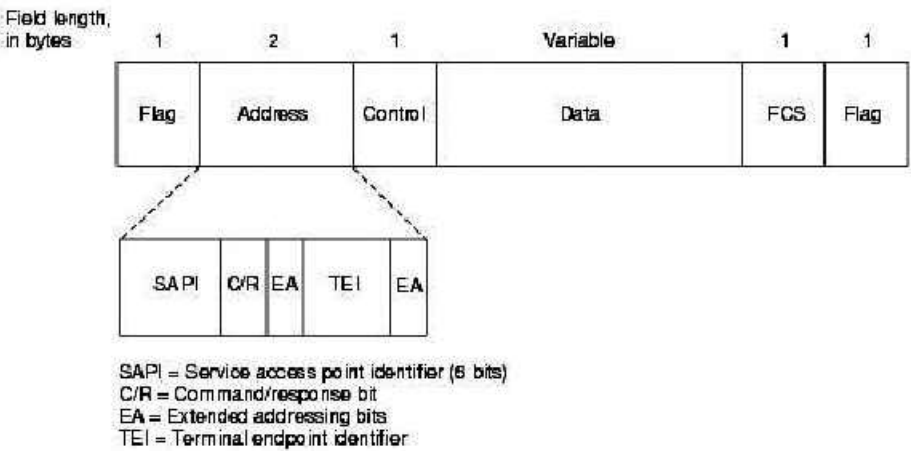 Field length,
in bytes 1 2 1 Variable 1 1
Flag Address Control Data FCS Flag
SAPI C/R EA TEI EA
SAPI = Service access point identifier (6 bits)
C/R = Command/response bit
EA = Extended addressing bits
TEI = Terminal endpoint identifier